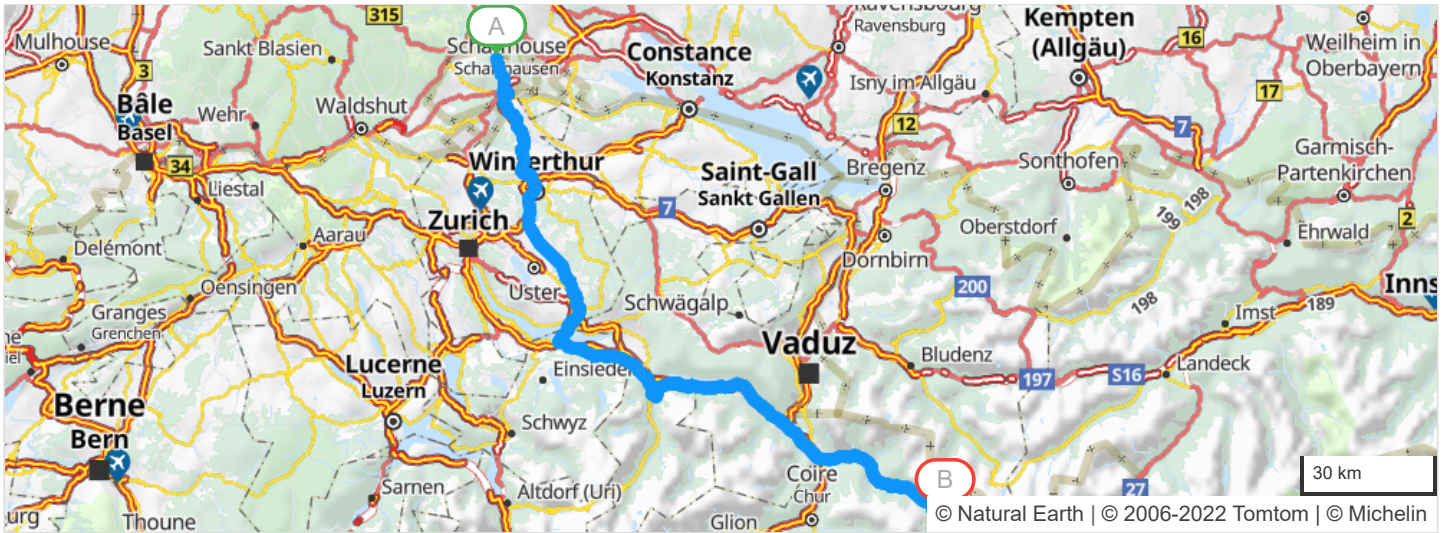 315
Ravensbourg
Ravensburg
Kempten
(Allgäu)
16
Weilheim in
Oberbayern
Mulhouse
Sankt Blasien
A
Schaffhouse
Schaffhausen
Constance
Konstanz
Isny im Allgäu
17
3
Bâle
Basel
Wehr
Waldshut
12
7
Garmisch-
Partenkirchen
34
Liestal
Winterthur
Saint-Gall
Sankt Gallen
Bregenz
Sonthofen
198
199
2
Zurich
7
Delémont
Aarau
Dornbirn
Oberstdorf
Ehrwald
Oensingen
Uster
Schwägalp
200
198
189
Inns
Granges
Grenchen
Imst
Lucerne
Luzern
Einsiedel
Vaduz
Bludenz
197
S16
Landeck
Berne
Bern
Schwyz
Sarnen
Altdorf (Uri)
Coire
Chur
B
30 km
27
urg
Thoune
Glion
© Natural Earth | © 2006-2022 Tomtom | © Michelin